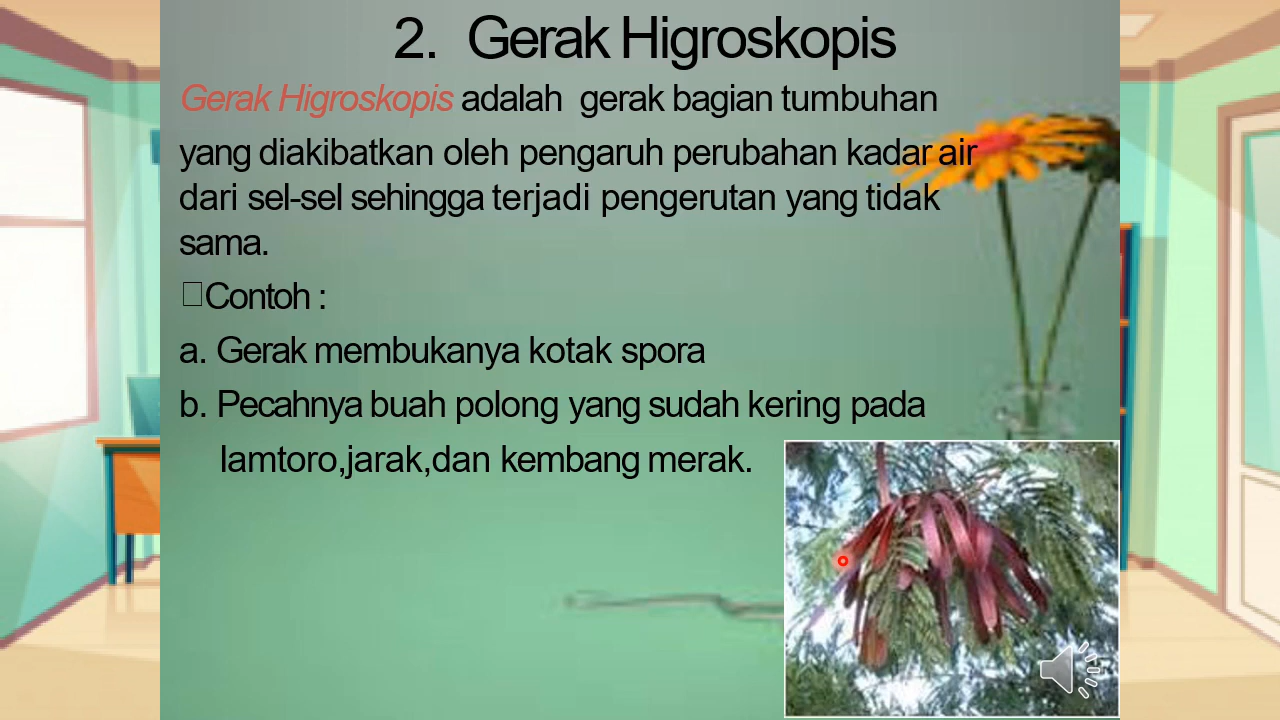 2. Gerak Higroskopis
Gerak Higroskopis adalah gerak bagian tumbuhan
yang diakibatkan oleh pengaruh perubahan kadar air
dari sel-sel sehingga terjadi pengerutan yang tidak
sama.
Contoh :
a. Gerak membukanya kotak spora
b. Pecahnya buah polong yang sudah kering pada
lamtoro,jarak,dan kembang merak.